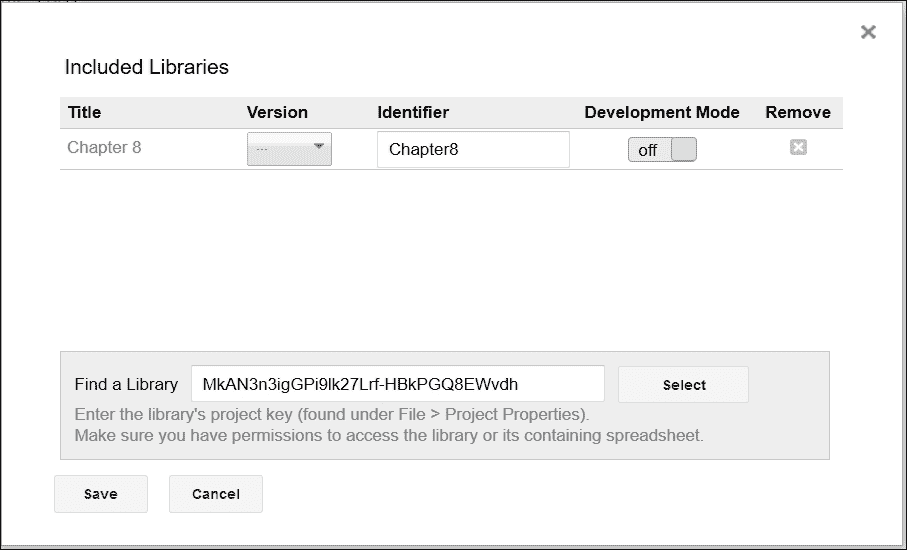 Included Libraries
Title Version Identifier Development Mode Remove
Chapter 8 --- Chapter8 off
Find a Library MkAN3n3igGPi9lk27Lrf-HBkPGQ8EWvdh Select
Enter the library's project key (found under File > Project Properties).
Make sure you have permissions to access the library or its containing spreadsheet.
Save Cancel